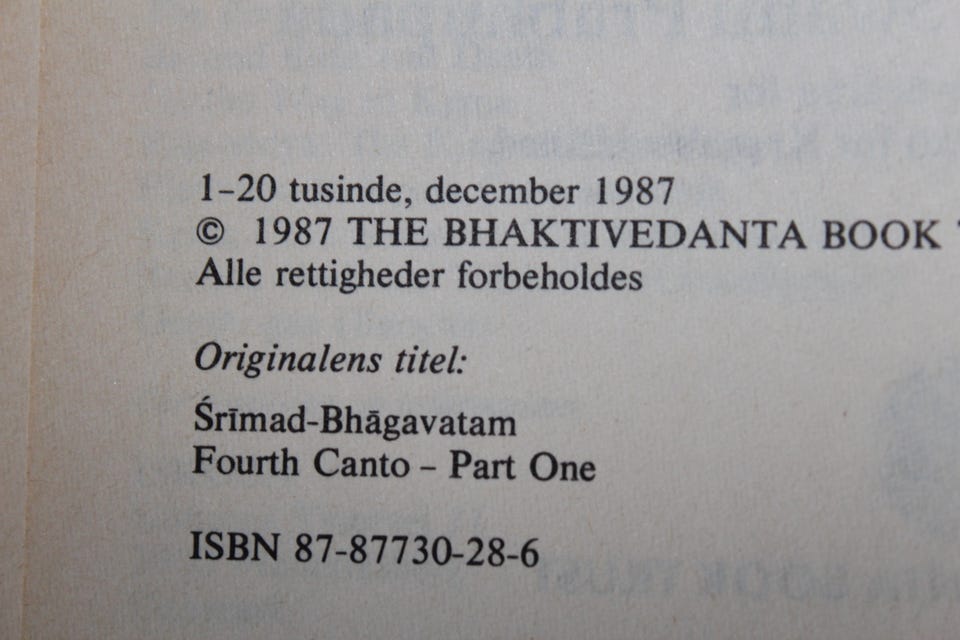 1-20 tusinde, december 1987
© 1987 THE BHAKTIVEDANTA BOOK
Alle rettigheder forbeholdes
Originalens titel:
Śrīmad-Bhāgavatam
Fourth Canto – Part One
ISBN 87-87730-28-6